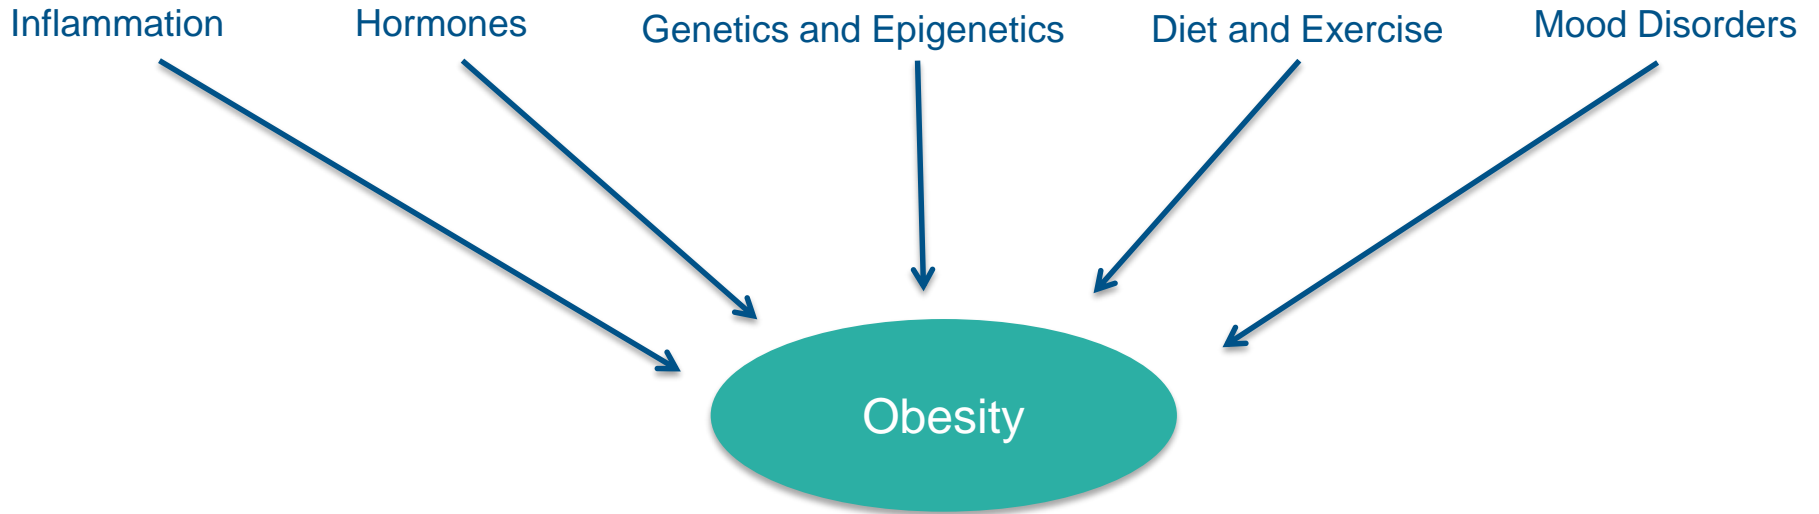 Inflammation
Hormones
Genetics and Epigenetics
Diet and Exercise
Mood Disorders
Obesity